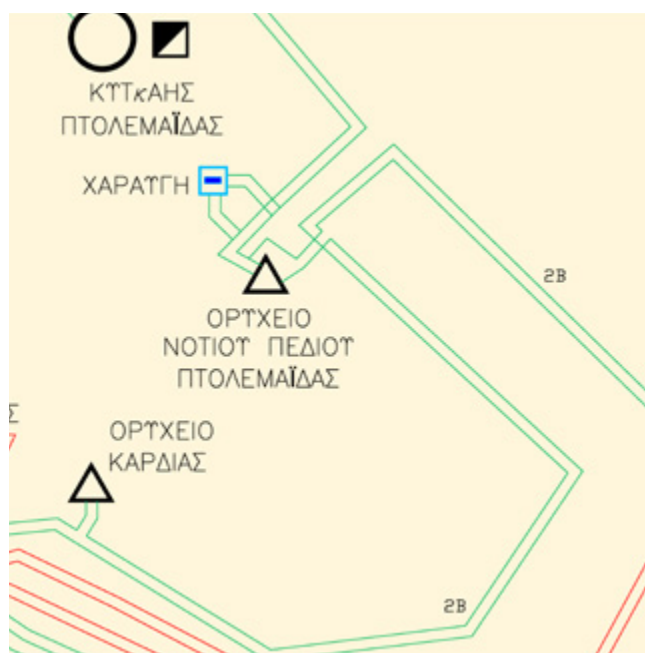 ΚΥΤκΑΗΣ
ΠΤΟΛΕΜΑΪΔΑΣ
ΧΑΡΑΥΓΗ
2Β
ΟΡΥΧΕΙΟ
ΝΟΤΙΟΥ ΠΕΔΙΟΥ
ΠΤΟΛΕΜΑΪΔΑΣ
Σ
ΟΡΥΧΕΙΟ
ΚΑΡΔΙΑΣ
2Β